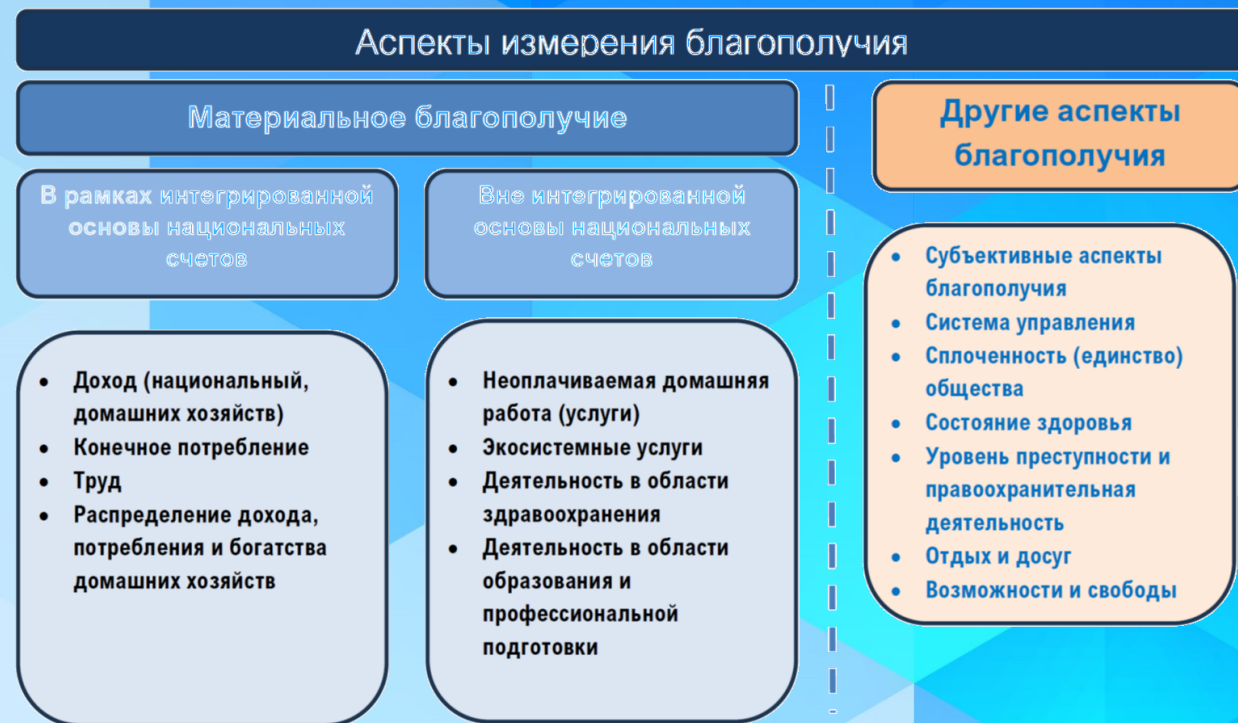 Аспекты измерения благополучия
Материальное благополучие
В рамках интегрированной
основы национальных
счетов
• Доход (национальный,
домашних хозяйств)
• Конечное потребление
• Труд
• Распределение дохода,
потребления и богатства
домашних хозяйств
Вне интегрированной
основы национальных
счетов
• Неоплачиваемая домашняя
работа (услуги)
• Экосистемные услуги
• Деятельность в области
здравоохранения
• Деятельность в области
образования и
профессиональной
подготовки
Другие аспекты
благополучия
• Субъективные аспекты
благополучия
• Система управления
• Сплоченность (единство)
общества
• Состояние здоровья
• Уровень преступности и
правоохранительная
деятельность
• Отдых и досуг
• Возможности и свободы